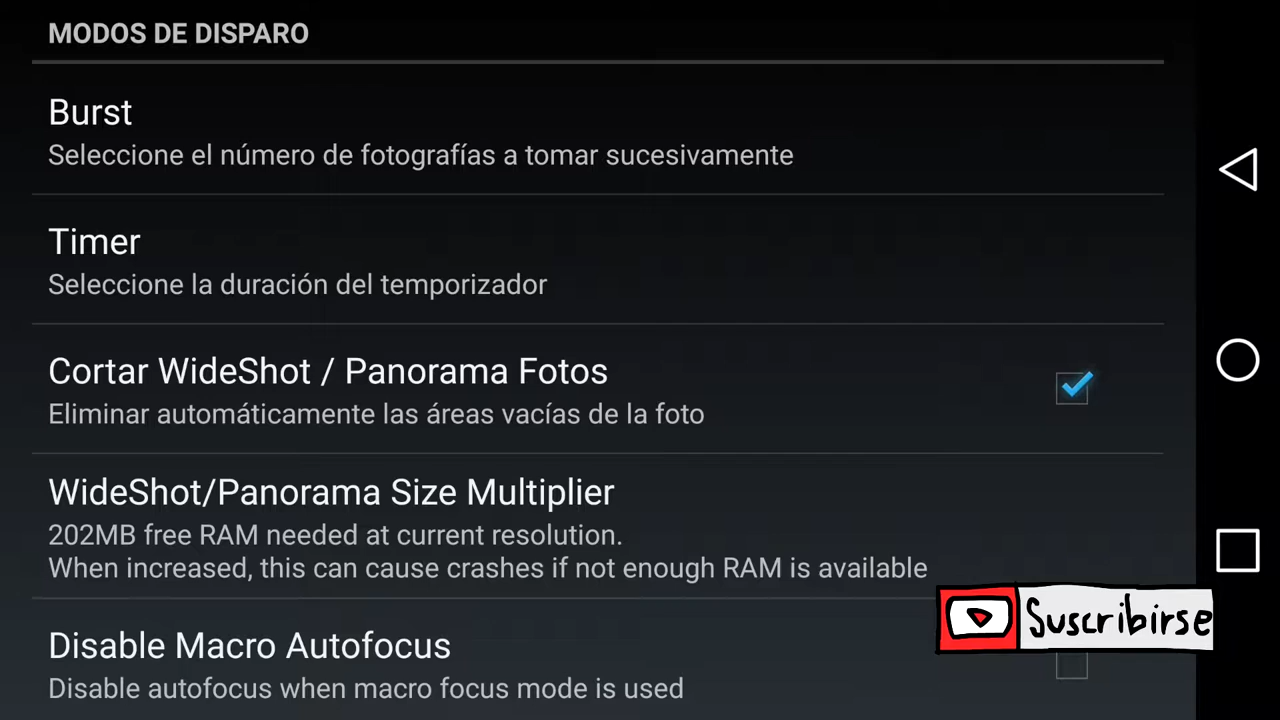 MODOS DE DISPARO
Burst
Seleccione el número de fotografías a tomar sucesivamente
Timer
Seleccione la duración del temporizador
Cortar WideShot / Panorama Fotos
Eliminar automáticamente las áreas vacías de la foto
WideShot/Panorama Size Multiplier
202MB free RAM needed at current resolution.
When increased, this can cause crashes if not enough RAM is available
Suscribirse
Disable Macro Autofocus
Disable autofocus when macro focus mode is used